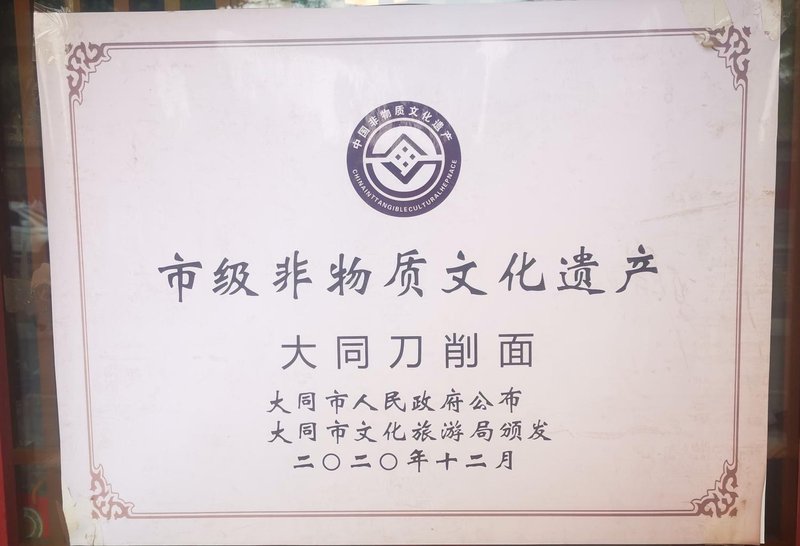 中国非物质文化遗产
CHINAINTTANGIBLECULTURALHEPNACE
市级非物质文化遗产
大同刀削面
大同市人民政府公布
大同市文化旅游局颁发
二〇二〇年十二月